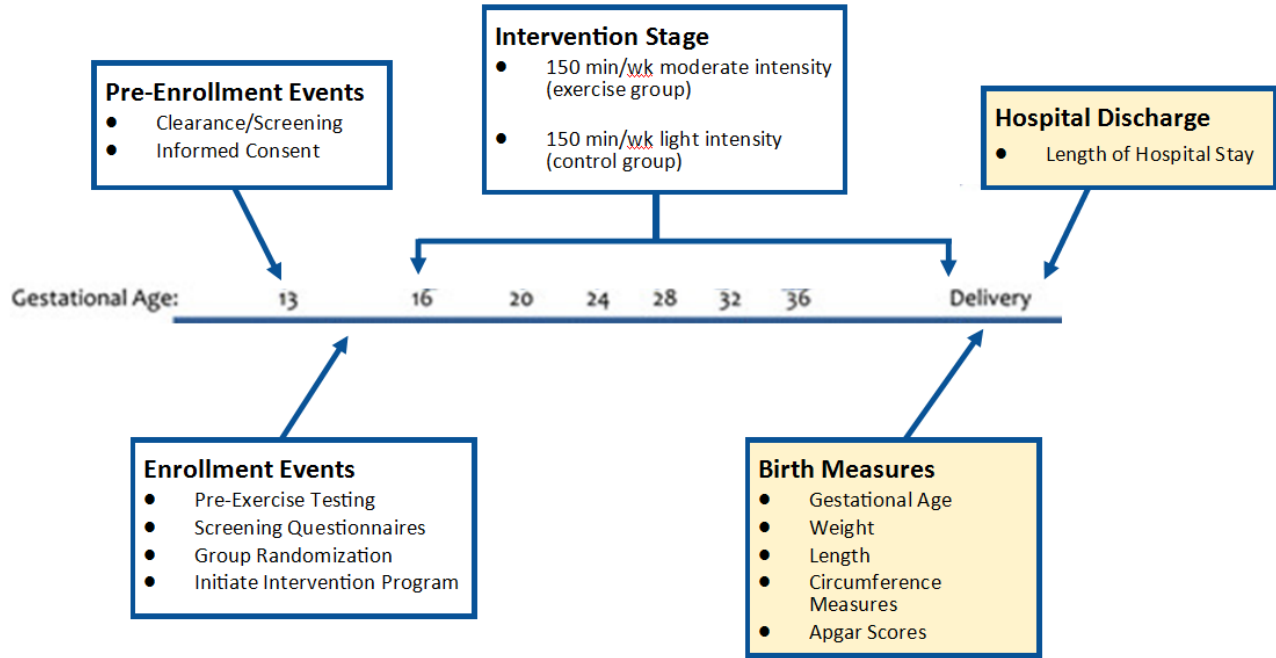 Intervention Stage
● 150 min/wk moderate intensity
(exercise group)
● 150 min/wk light intensity
(control group)
Pre-Enrollment Events
● Clearance/Screening
● Informed Consent
Hospital Discharge
● Length of Hospital Stay
Gestational Age: 13 16 20 24 28 32 36 Delivery
Enrollment Events
● Pre-Exercise Testing
● Screening Questionnaires
● Group Randomization
● Initiate Intervention Program
Birth Measures
● Gestational Age
● Weight
● Length
● Circumference
Measures
● Apgar Scores